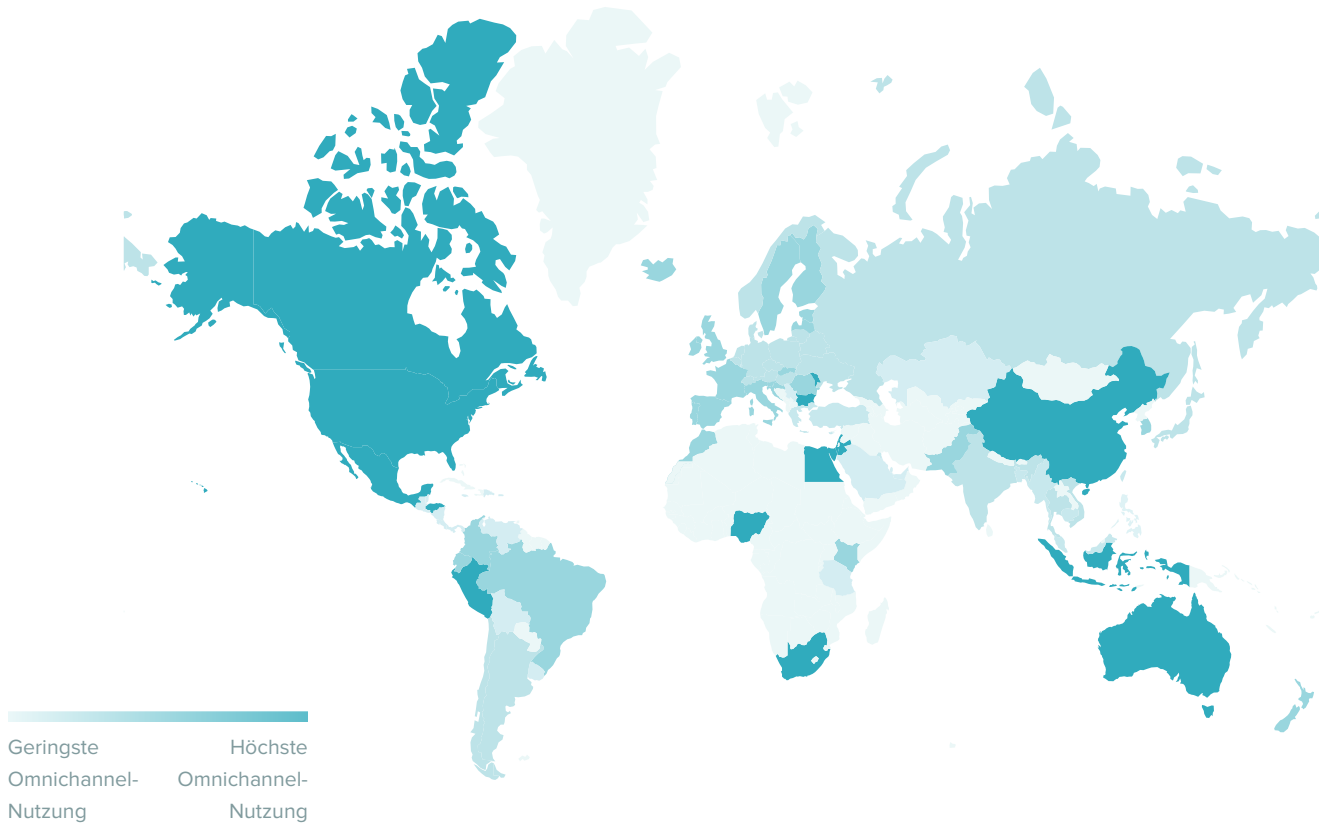 Geringste
Omnichannel-
Nutzung
Höchste
Omnichannel-
Nutzung